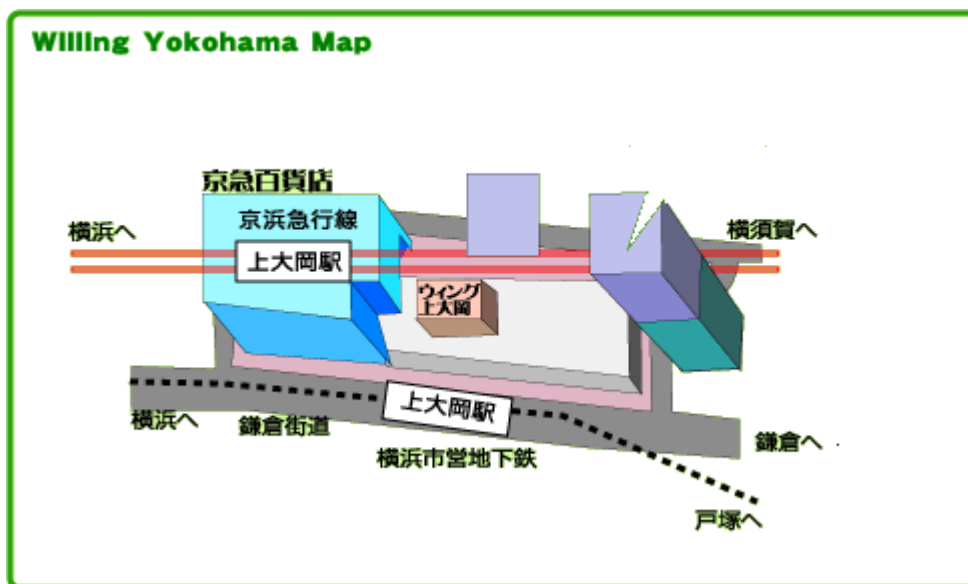 Willing Yokohama Map
京急百貨店
京浜急行線
横浜へ
上大岡駅
横須賀へ
ウィング
上大岡
上大岡駅
横浜へ
鎌倉街道
横浜市営地下鉄
鎌倉へ
戸塚へ